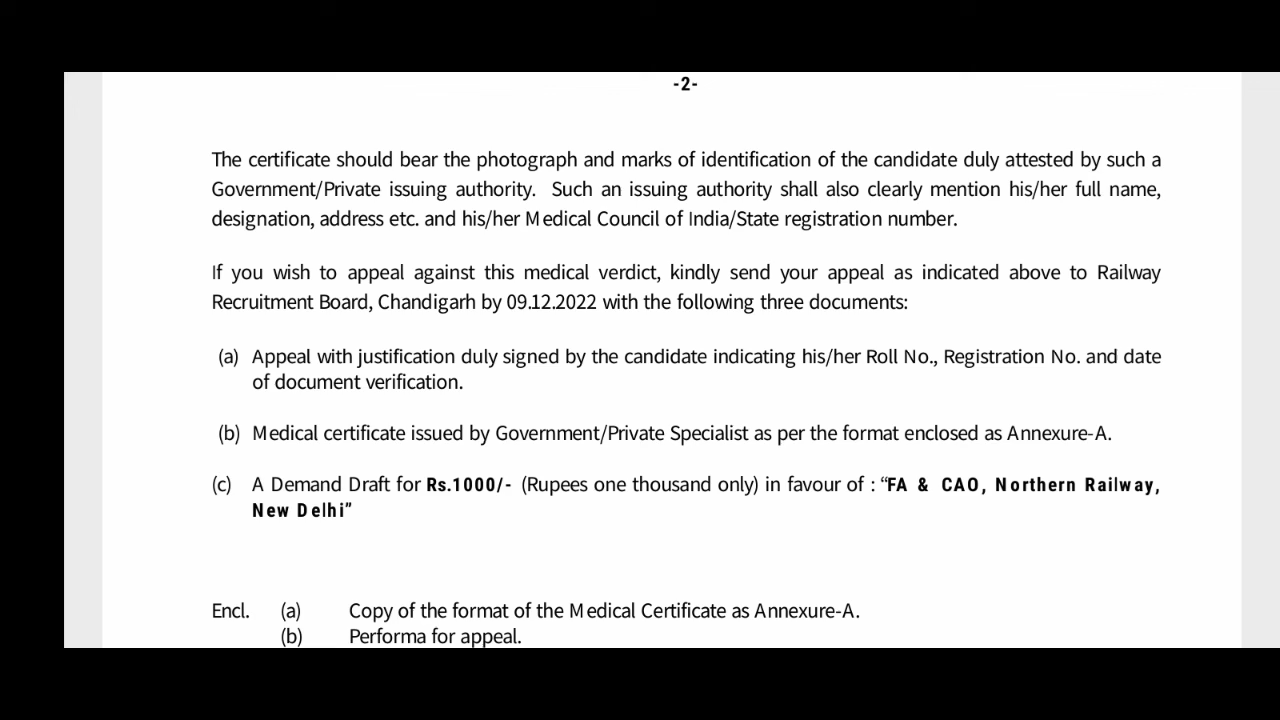 -2-
The certificate should bear the photograph and marks of identification of the candidate duly attested by such a
Government/Private issuing authority. Such an issuing authority shall also clearly mention his/her full name,
designation, address etc. and his/her Medical Council of India/State registration number.
If you wish to appeal against this medical verdict, kindly send your appeal as indicated above to Railway
Recruitment Board, Chandigarh by 09.12.2022 with the following three documents:
(a) Appeal with justification duly signed by the candidate indicating his/her Roll No., Registration No. and date
of document verification.
(b) Medical certificate issued by Government/Private Specialist as per the format enclosed as Annexure-A.
(c) A Demand Draft for Rs.1000/- (Rupees one thousand only) in favour of : “FA & CAO, Northern Railway,
New Delhi”
Encl. (a) Copy of the format of the Medical Certificate as Annexure-A.
(b) Performa for appeal.